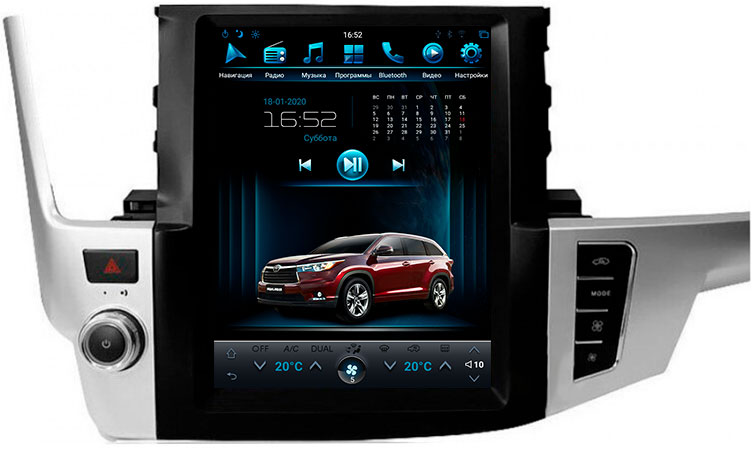 16:52
Навигация Радио Музыка Программы Bluetooth Видео Настройки
18-01-2020
16:52
Суббота
ВС ПН ВТ СР ЧТ ПТ СБ
29 30 31 1 2 3 4
5 6 7 8 9 10 11
12 13 14 15 16 17 18
19 20 21 22 23 24 25
26 27 28 29 30 31 1
2 3 4 5 6 7 8
OFF A/C DUAL
20°C 5 20°C 10
MODE